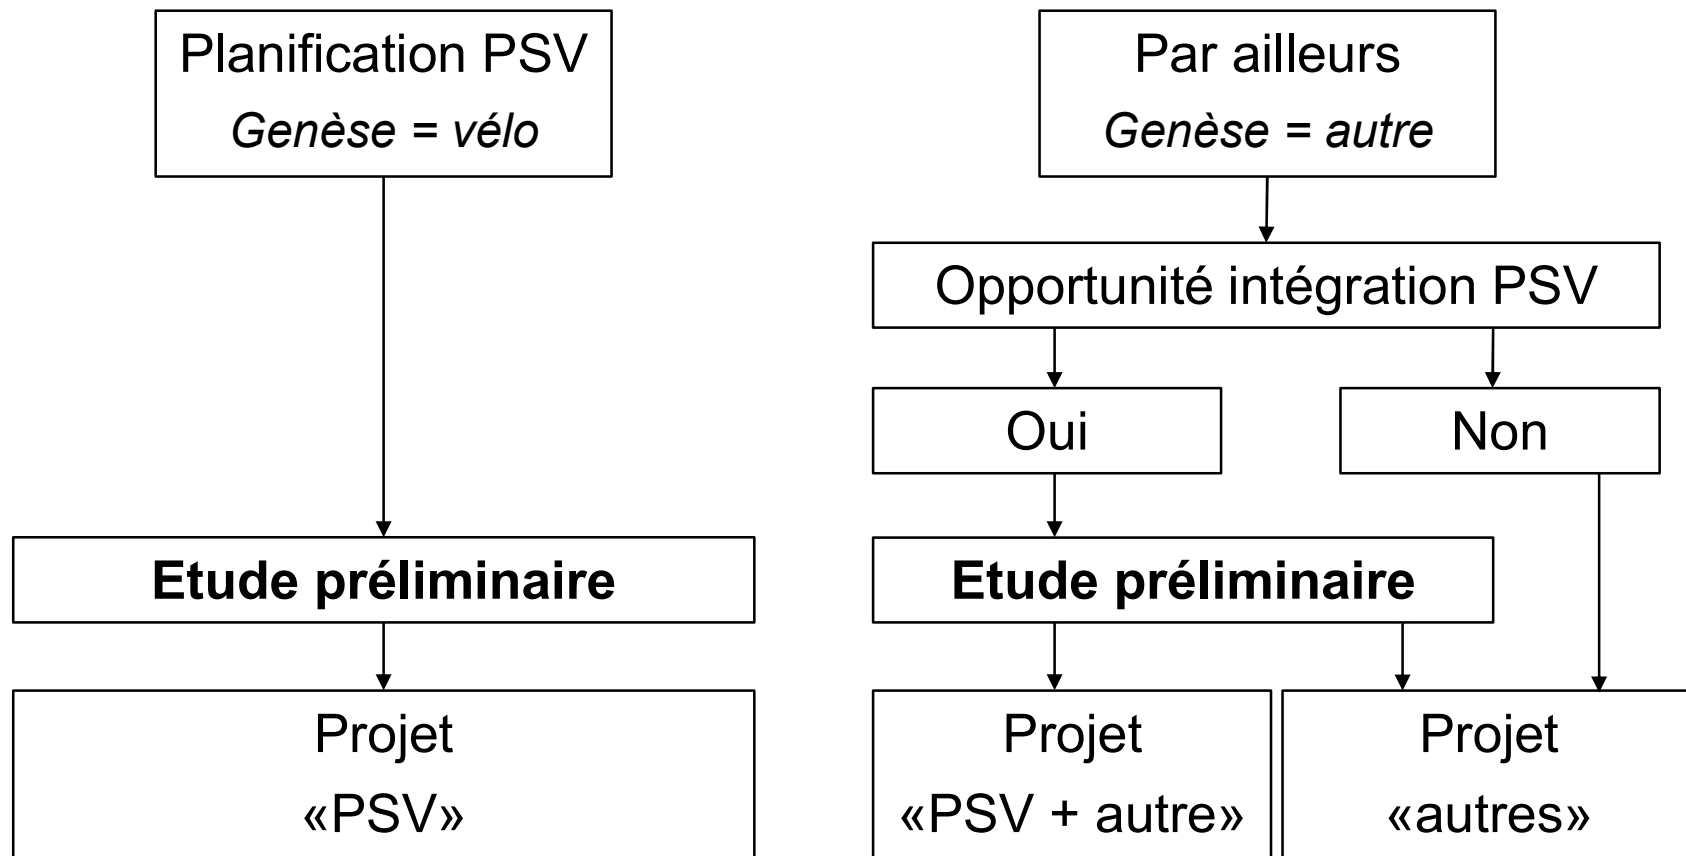 Planification PSV
Genèse = vélo
Par ailleurs
Genèse = autre
Opportunité intégration PSV
Oui
Non
Etude préliminaire
Etude préliminaire
Projet
«PSV»
Projet
«PSV + autre»
Projet
«autres»